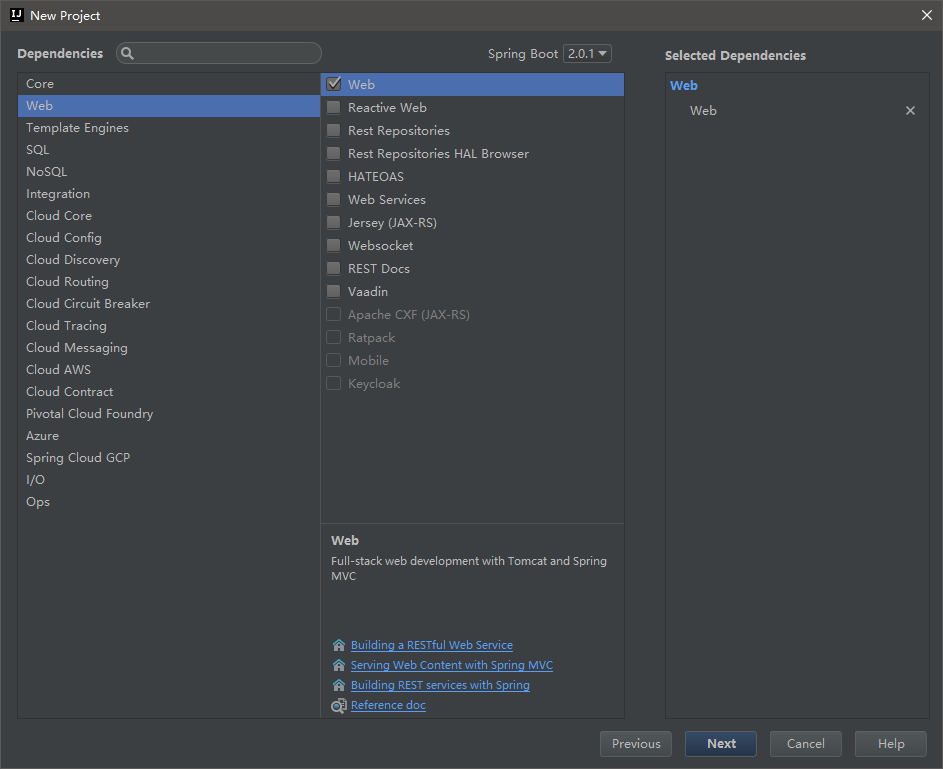 New Project
Dependencies
Spring Boot 2.0.1
Selected Dependencies
Core
Web
Template Engines
SQL
NoSQL
Integration
Cloud Core
Cloud Config
Cloud Discovery
Cloud Routing
Cloud Circuit Breaker
Cloud Tracing
Cloud Messaging
Cloud AWS
Cloud Contract
Pivotal Cloud Foundry
Azure
Spring Cloud GCP
I/O
Ops
Web
Reactive Web
Rest Repositories
Rest Repositories HAL Browser
HATEOAS
Web Services
Jersey (JAX-RS)
Websocket
REST Docs
Vaadin
Apache CXF (JAX-RS)
Ratpack
Mobile
Keycloak
Web
Full-stack web development with Tomcat and Spring
MVC
Building a RESTful Web Service
Serving Web Content with Spring MVC
Building REST services with Spring
Reference doc
Web
Web
Previous
Next
Cancel
Help